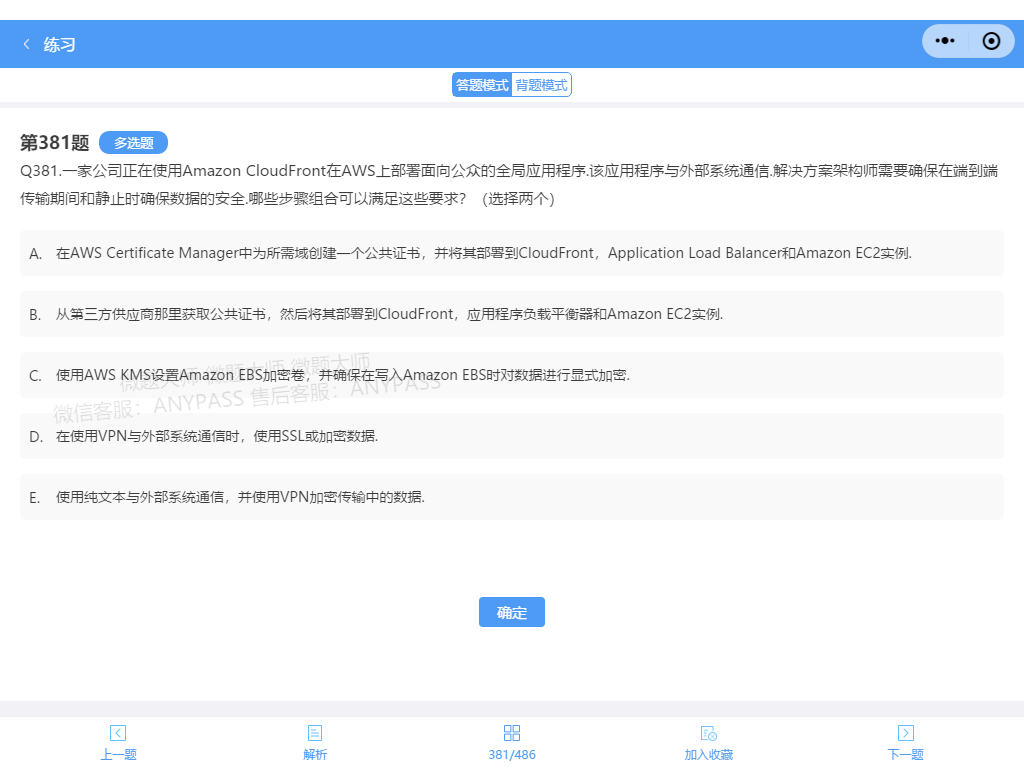 练习
答题模式 背题模式
第381题 多选题
Q381.一家公司正在使用Amazon CloudFront在AWS上部署面向公众的全局应用程序.该应用程序与外部系统通信.解决方案架构师需要确保在端到端
传输期间和静止时确保数据的安全.哪些步骤组合可以满足这些要求？（选择两个）
A. 在AWS Certificate Manager中为所需域创建一个公共证书，并将其部署到CloudFront，Application Load Balancer和Amazon EC2实例.
B. 从第三方供应商那里获取公共证书，然后将其部署到CloudFront，应用程序负载平衡器和Amazon EC2实例.
微题大师 微题大师 微题大师
C. 使用AWS KMS设置Amazon EBS加密卷，并确保在写入Amazon EBS时对数据进行显式加密.
微信客服：ANYPASS 售后客服：ANYPASS
D. 在使用VPN与外部系统通信时，使用SSL或加密数据.
E. 使用纯文本与外部系统通信，并使用VPN加密传输中的数据.
确定
上一题 解析 381/486 加入收藏 下一题